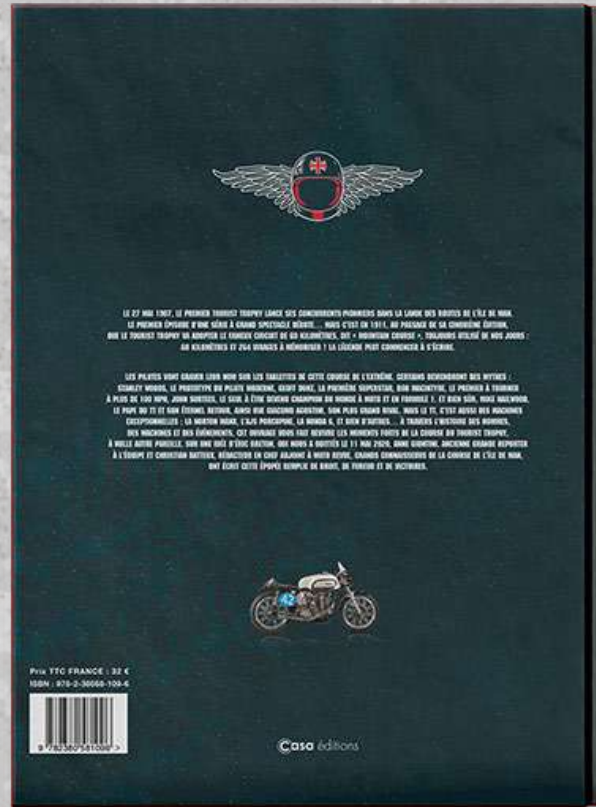 LE 27 MAI 1907, LE PREMIER TOURIST TROPHY LANCE SES CONCURRENTS-PIONNIERS DANS LA LANDE DES ROUTES DE L'ÎLE DE MAN.
LE PREMIER ÉPISODE D'UNE SÉRIE À GRAND SPECTACLE DÉBUTE... MAIS C'EST EN 1911, AU PASSAGE DE SA CINQUIÈME ÉDITION,
QUE LE TOURIST TROPHY VA ADOPTER LE FAMEUX CIRCUIT DE 60 KILOMÈTRES, DIT « MOUNTAIN COURSE », TOUJOURS UTILISÉ DE NOS JOURS :
60 KILOMÈTRES ET 264 VIRAGES À MÉMORISER ! LA LÉGENDE PEUT COMMENCER À S'ÉCRIRE.
LES PILOTES VONT GRAVER LEUR NOM SUR LES TABLETTES DE CETTE COURSE DE L'EXTRÊME. CERTAINS DEVIENDRONT DES MYTHES :
STANLEY WOODS, LE PROTOTYPE DU PILOTE MODERNE, GEOFF DUKE, LA PREMIÈRE SUPERSTAR, BOB MACINTYRE, LE PREMIER À TOURNER
À PLUS DE 100 MPH, JOHN SURTEES, LE SEUL À ÊTRE DEVENU CHAMPION DU MONDE À MOTO ET EN FORMULE 1. ET BIEN SÛR, MIKE HAILWOOD,
LE PAPE DU TT ET SON ÉTERNEL RETOUR, AINSI QUE GIACOMO AGOSTINI, SON PLUS GRAND RIVAL. MAIS LE TT, C'EST AUSSI DES MACHINES
EXCEPTIONNELLES : LA NORTON MANX, L'AJS PORCUPINE, LA HONDA 6, ET BIEN D'AUTRES... À TRAVERS L'HISTOIRE DES HOMMES,
DES MACHINES ET DES ÉVÉNEMENTS, CET OUVRAGE VOUS FAIT REVIVRE LES MOMENTS FORTS DE LA COURSE DU TOURIST TROPHY,
À NULLE AUTRE PAREILLE. SUR UNE IDÉE D'ÉRIC BRETON, QUI NOUS A QUITTÉS LE 11 MAI 2020, ANNE GIUNTINI, ANCIENNE GRANDE REPORTER
À L'ÉQUIPE ET CHRISTIAN BATTEUX, RÉDACTEUR EN CHEF ADJOINT À MOTO REVUE, GRANDS CONNAISSEURS DE LA COURSE DE L'ÎLE DE MAN,
ONT ÉCRIT CETTE ÉPOPÉE REMPLIE DE BRUIT, DE FUREUR ET DE VICTOIRES.
42
Prix TTC FRANCE : 32 €
ISBN : 978-2-38058-109-6
9 782380 581096 >
Casa éditions